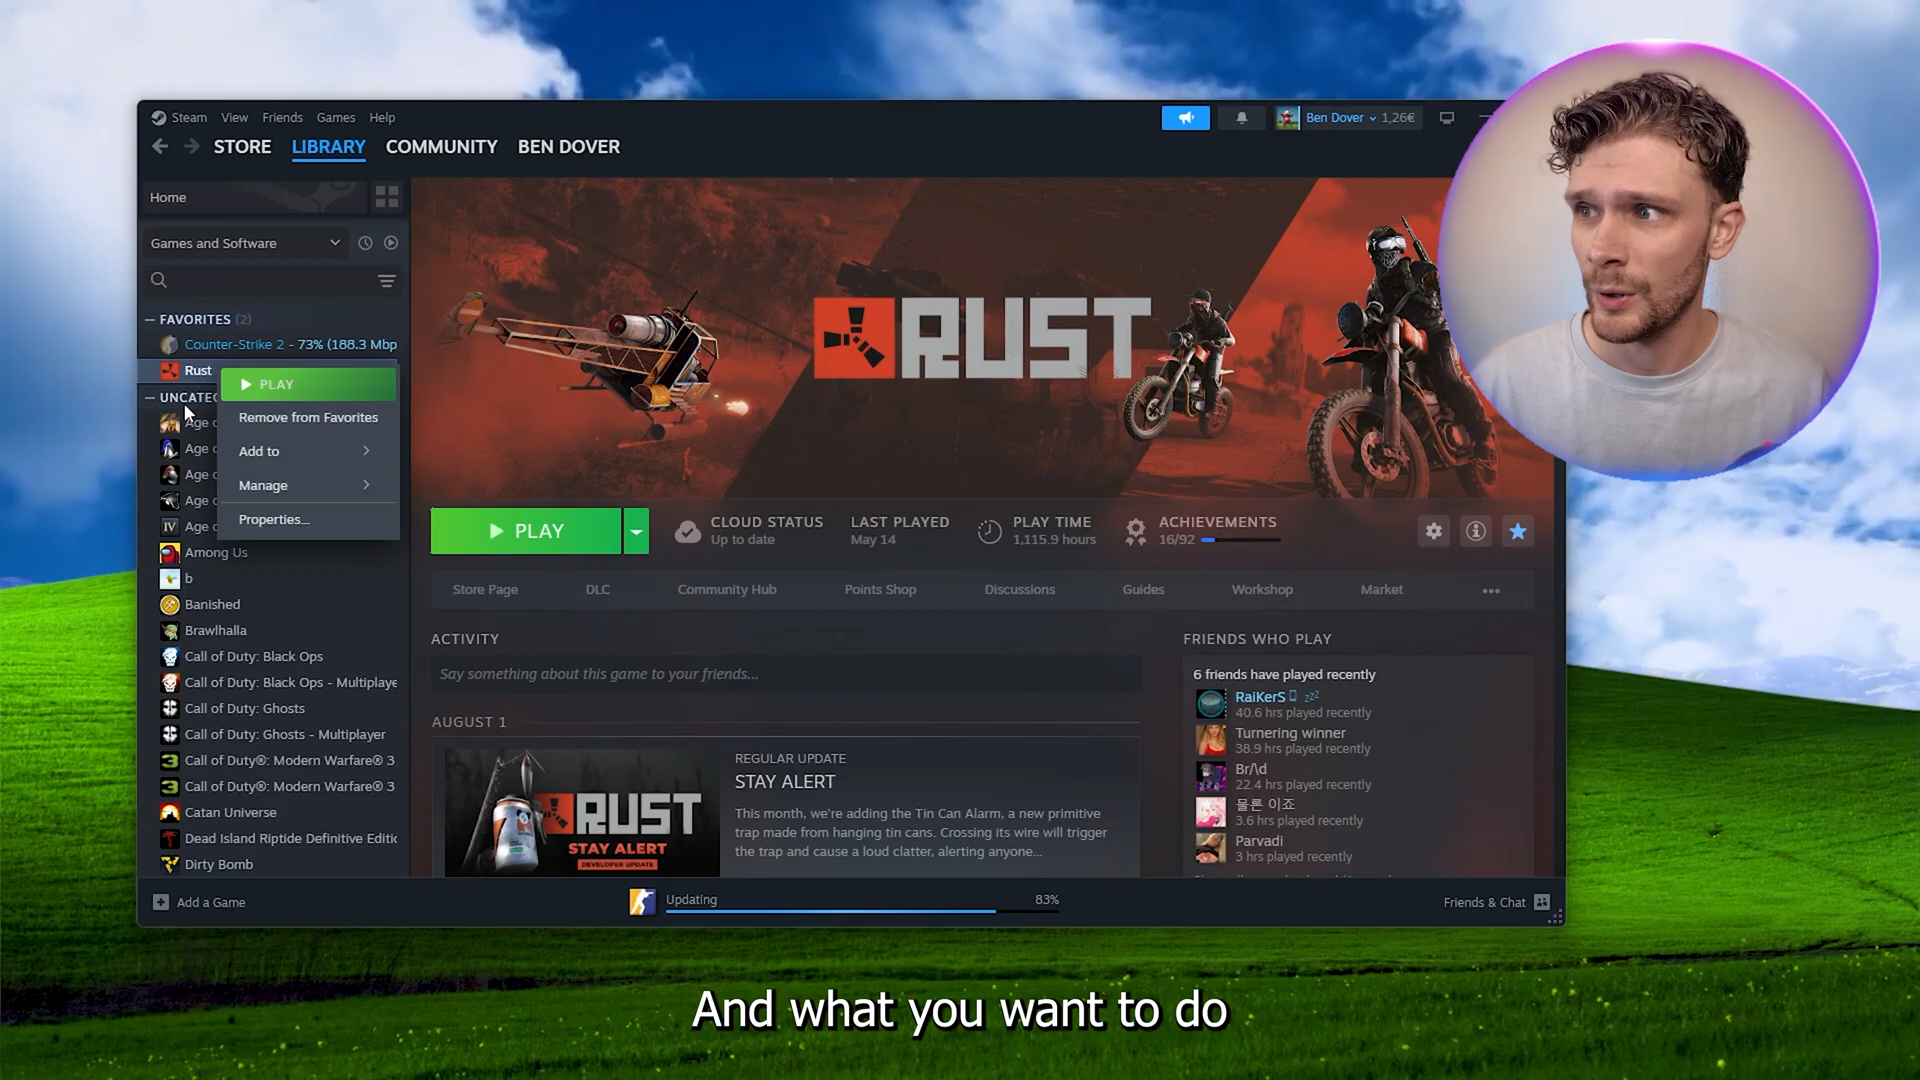 Steam View Friends Games Help
Ben Dover 1,26€
STORE LIBRARY COMMUNITY BEN DOVER
Home
Games and Software
FAVORITES (2)
Counter-Strike 2 - 73% (188.3 Mbp
Rust
UNCATEG
Age
Age
Age
Age
Age
Among Us
b
Banished
Brawlhalla
Call of Duty: Black Ops
Call of Duty: Black Ops - Multiplaye
Call of Duty: Ghosts
Call of Duty: Ghosts - Multiplayer
Call of Duty®: Modern Warfare® 3
Call of Duty®: Modern Warfare® 3
Catan Universe
Dead Island Riptide Definitive Editi
Dirty Bomb
PLAY
Remove from Favorites
Add to
Manage
Properties...
RUST
PLAY
CLOUD STATUS
Up to date
LAST PLAYED
May 14
PLAY TIME
1,115.9 hours
ACHIEVEMENTS
16/92
Store Page DLC Community Hub Points Shop Discussions Guides Workshop Market
ACTIVITY
Say something about this game to your friends...
AUGUST 1
RUST
STAY ALERT
DEVELOPER UPDATE
REGULAR UPDATE
STAY ALERT
This month, we're adding the Tin Can Alarm, a new primitive
trap made from hanging tin cans. Crossing its wire will trigger
the trap and cause a loud clatter, alerting anyone...
FRIENDS WHO PLAY
6 friends have played recently
RaiKerS zzz
40.6 hrs played recently
Turnering winner
38.9 hrs played recently
Br/\d
22.4 hrs played recently
물론 이죠
3.6 hrs played recently
Parvadi
3 hrs played recently
Add a Game
Updating 83%
Friends & Chat
And what you want to do